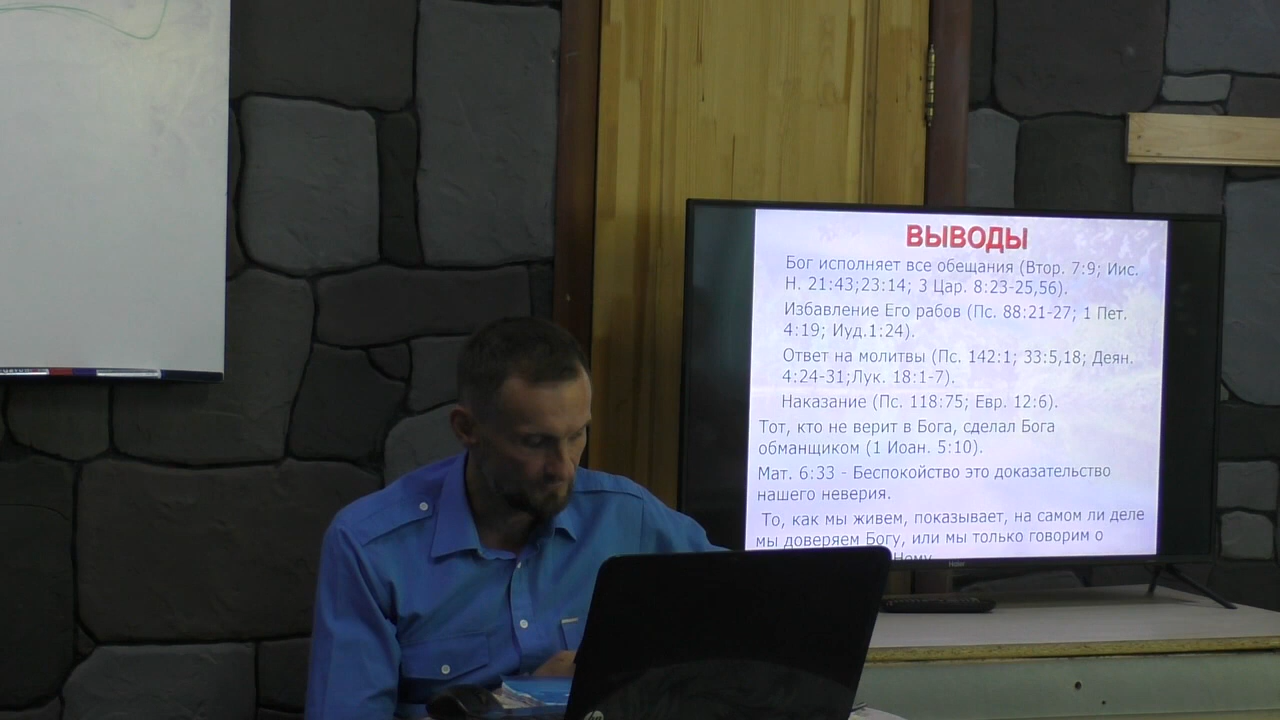 ВЫВОДЫ
Бог исполняет все обещания (Втор. 7:9; Иис.
Н. 21:43;23:14; 3 Цар. 8:23-25,56).
Избавление Его рабов (Пс. 88:21-27; 1 Пет.
4:19; Иуд.1:24).
Ответ на молитвы (Пс. 142:1; 33:5,18; Деян.
4:24-31;Лук. 18:1-7).
Наказание (Пс. 118:75; Евр. 12:6).
Тот, кто не верит в Бога, сделал Бога
обманщиком (1 Иоан. 5:10).
Мат. 6:33 - Беспокойство это доказательство
нашего неверия.
То, как мы живем, показывает, на самом ли деле
мы доверяем Богу, или мы только говорим о
Haier
hp